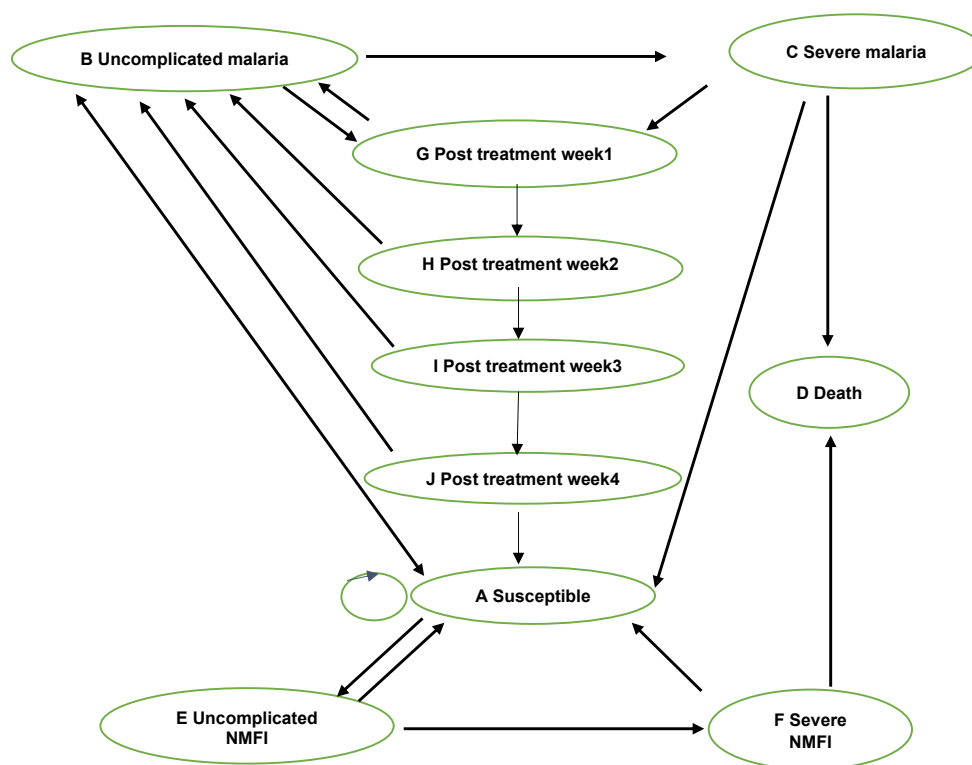 B Uncomplicated malaria
C Severe malaria
G Post treatment week1
H Post treatment week2
I Post treatment week3
D Death
J Post treatment week4
A Susceptible
E Uncomplicated
NMFI
F Severe
NMFI